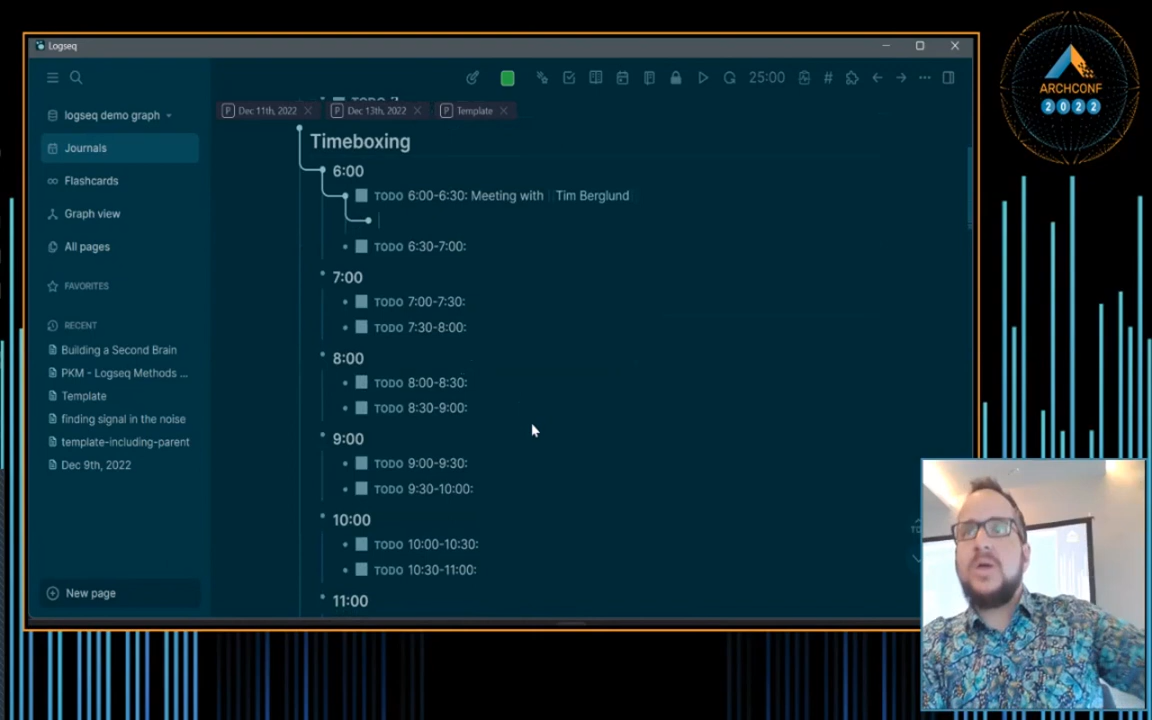 Logseq
25:00
logseq demo graph
Journals
Flashcards
Graph view
All pages
FAVORITES
RECENT
Building a Second Brain
PKM - Logseq Methods ...
Template
finding signal in the noise
template-including-parent
Dec 9th, 2022
New page
TODO
P Dec 11th, 2022
P Dec 13th, 2022
P Template
Timeboxing
6:00
TODO 6:00-6:30: Meeting with Tim Berglund
TODO 6:30-7:00:
7:00
TODO 7:00-7:30:
TODO 7:30-8:00:
8:00
TODO 8:00-8:30:
TODO 8:30-9:00:
9:00
TODO 9:00-9:30:
TODO 9:30-10:00:
10:00
TODO 10:00-10:30:
TODO 10:30-11:00:
11:00
ARCHCONF
2022